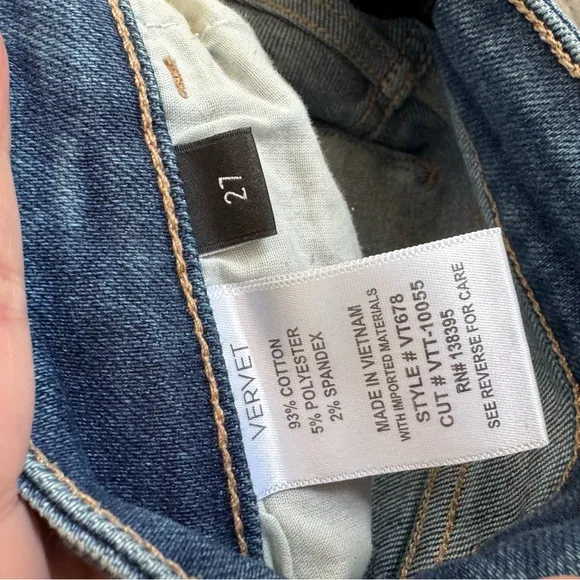 27
VERVET
93% COTTON
5% POLYESTER
2% SPANDEX
MADE IN VIETNAM
WITH IMPORTED MATERIALS
STYLE # VT678
CUT # VTT-10055
RN# 138395
SEE REVERSE FOR CARE